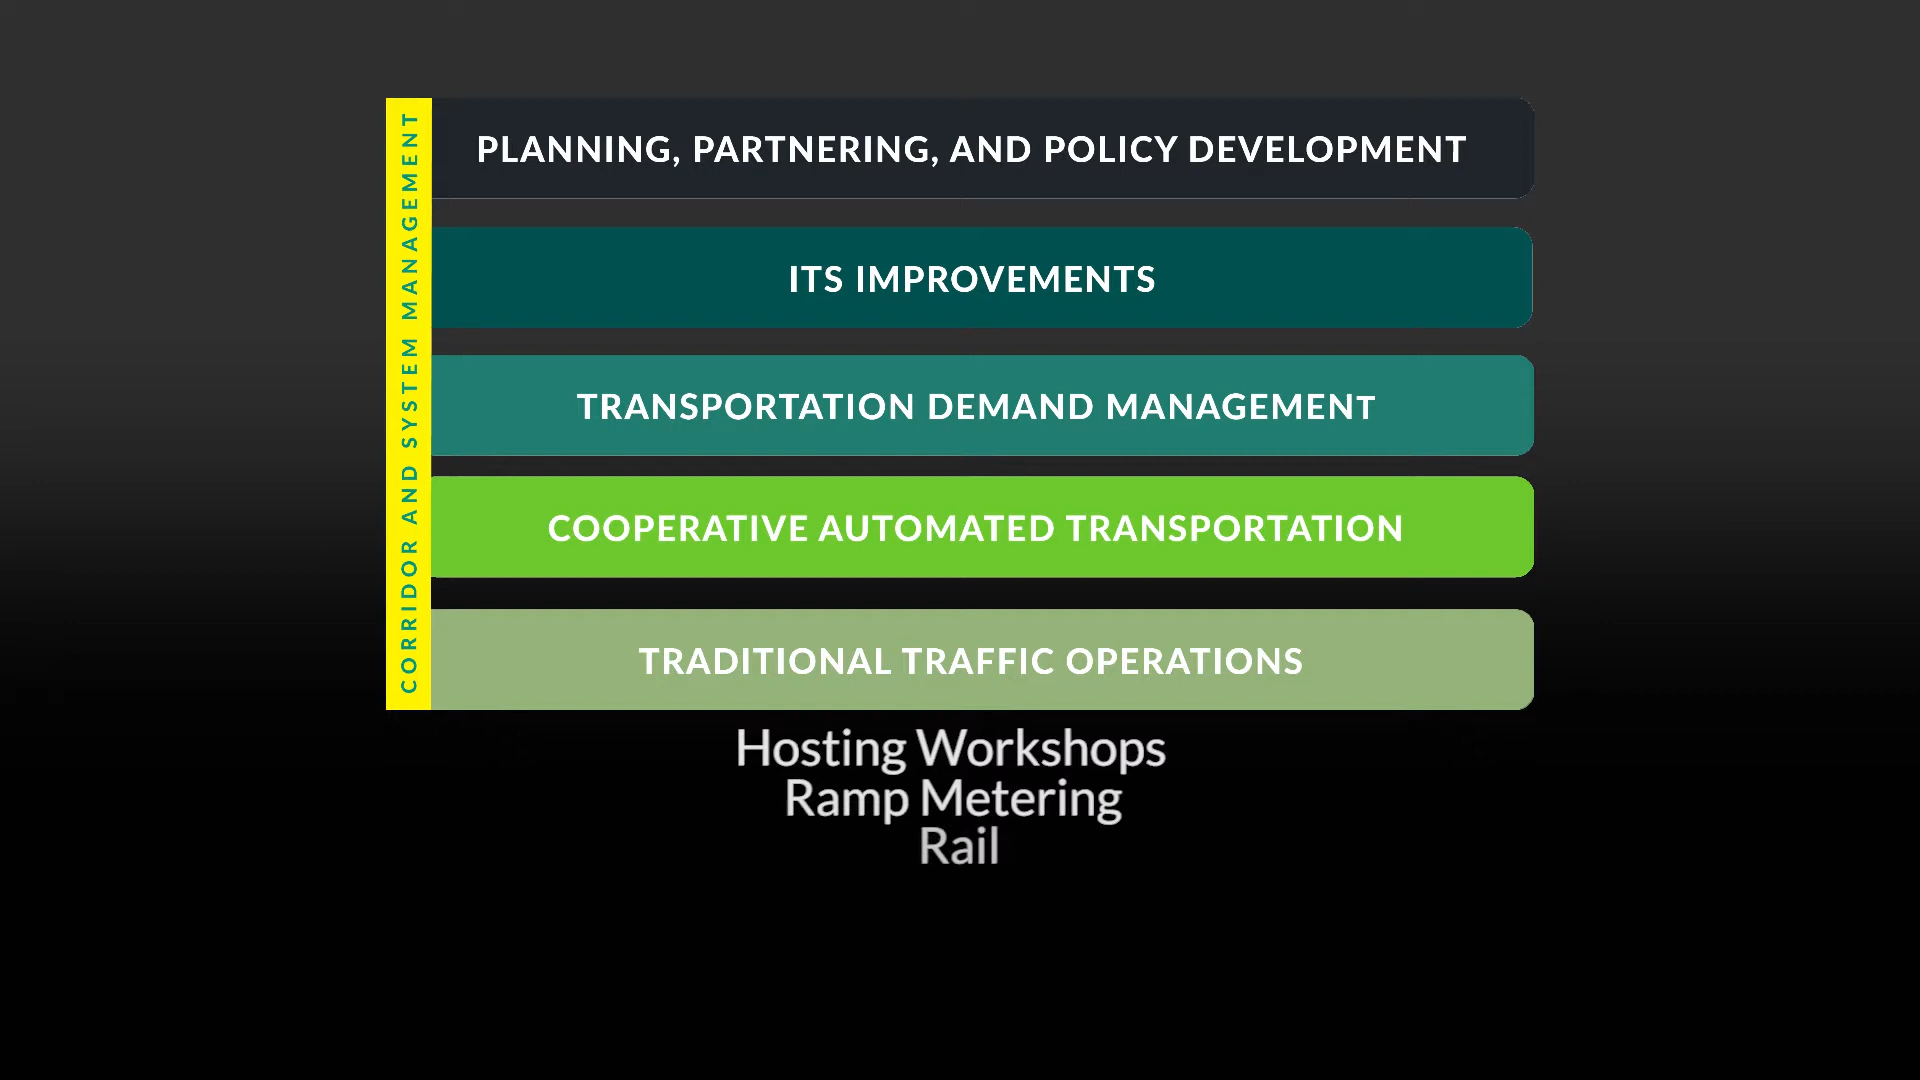 CORRIDOR AND SYSTEM MANAGEMENT
PLANNING, PARTNERING, AND POLICY DEVELOPMENT
ITS IMPROVEMENTS
TRANSPORTATION DEMAND MANAGEMENT
COOPERATIVE AUTOMATED TRANSPORTATION
TRADITIONAL TRAFFIC OPERATIONS
Hosting Workshops
Ramp Metering
Rail